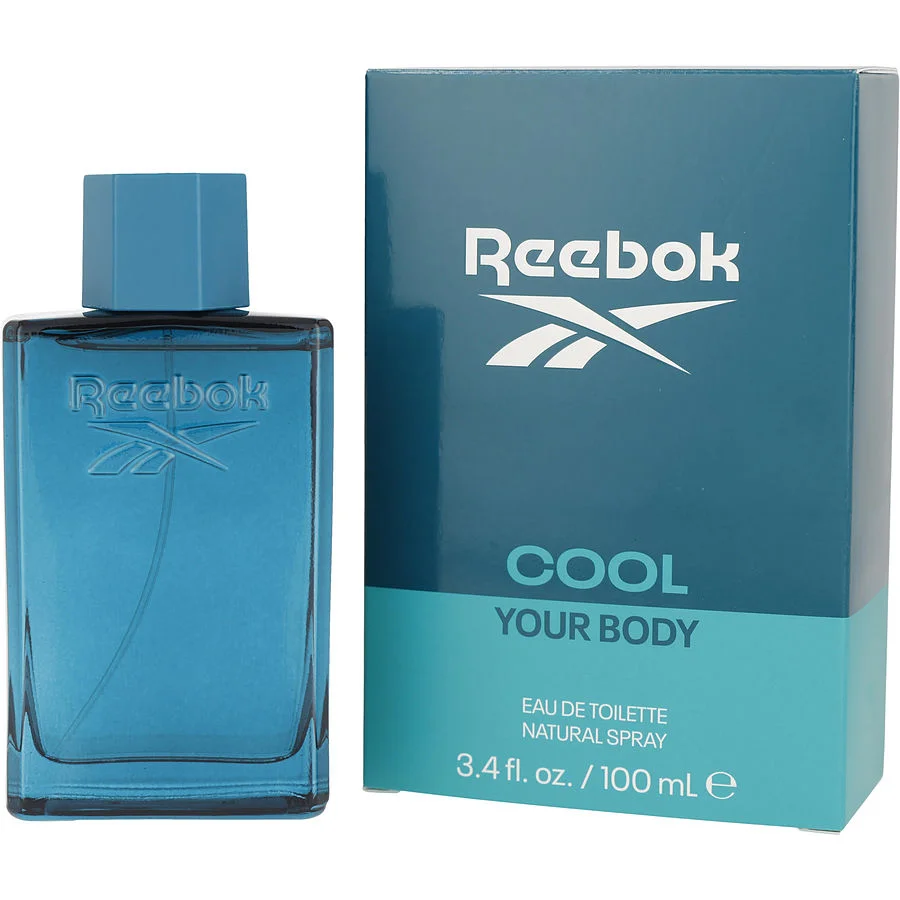 Reebok
Reebok
COOL
YOUR BODY
EAU DE TOILETTE
NATURAL SPRAY
3.4 fl. oz. / 100 mL ℮